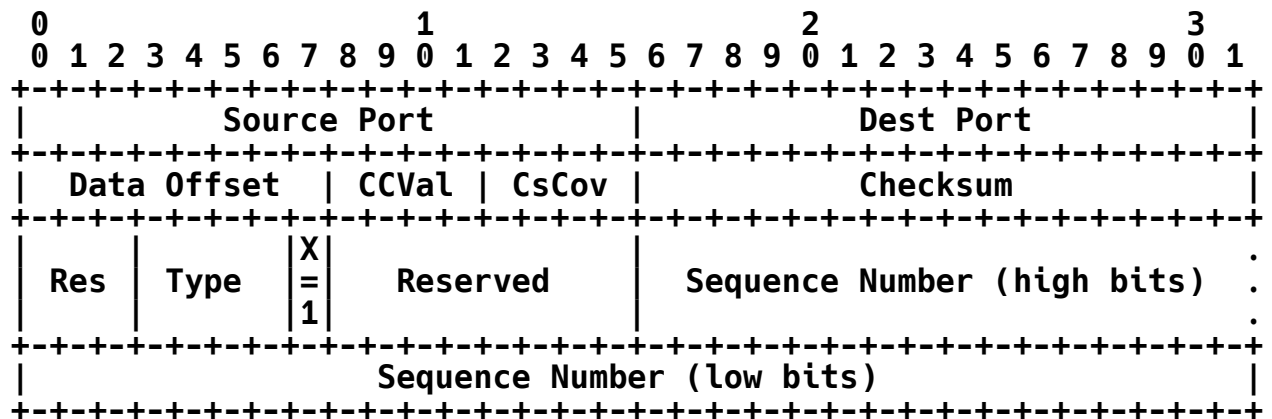 0                   1                   2                   3
 0 1 2 3 4 5 6 7 8 9 0 1 2 3 4 5 6 7 8 9 0 1 2 3 4 5 6 7 8 9 0 1
+-+-+-+-+-+-+-+-+-+-+-+-+-+-+-+-+-+-+-+-+-+-+-+-+-+-+-+-+-+-+-+-+
|          Source Port          |           Dest Port           |
+-+-+-+-+-+-+-+-+-+-+-+-+-+-+-+-+-+-+-+-+-+-+-+-+-+-+-+-+-+-+-+-+
|  Data Offset  | CCVal | CsCov |           Checksum            |
+-+-+-+-+-+-+-+-+-+-+-+-+-+-+-+-+-+-+-+-+-+-+-+-+-+-+-+-+-+-+-+-+
|     |       |X|               |                               .
| Res | Type  |=|   Reserved    |  Sequence Number (high bits)  .
|     |       |1|               |                               .
+-+-+-+-+-+-+-+-+-+-+-+-+-+-+-+-+-+-+-+-+-+-+-+-+-+-+-+-+-+-+-+-+
|                  Sequence Number (low bits)                   |
+-+-+-+-+-+-+-+-+-+-+-+-+-+-+-+-+-+-+-+-+-+-+-+-+-+-+-+-+-+-+-+-+